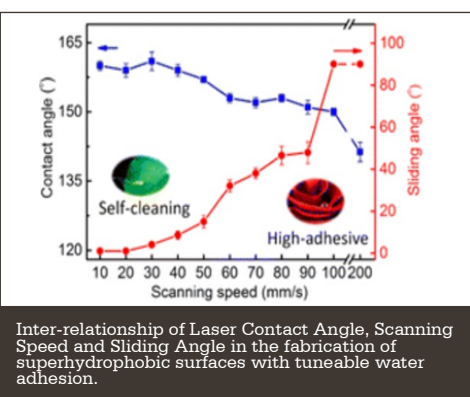 165
150
135
120
Contact angle (°)
100
80
60
40
20
0
Sliding angle (°)
Self-cleaning
High-adhesive
10 20 30 40 50 60 70 80 90 100 200
Scanning speed (mm/s)
Inter-relationship of Laser Contact Angle, Scanning
Speed and Sliding Angle in the fabrication of
superhydrophobic surfaces with tuneable water
adhesion.